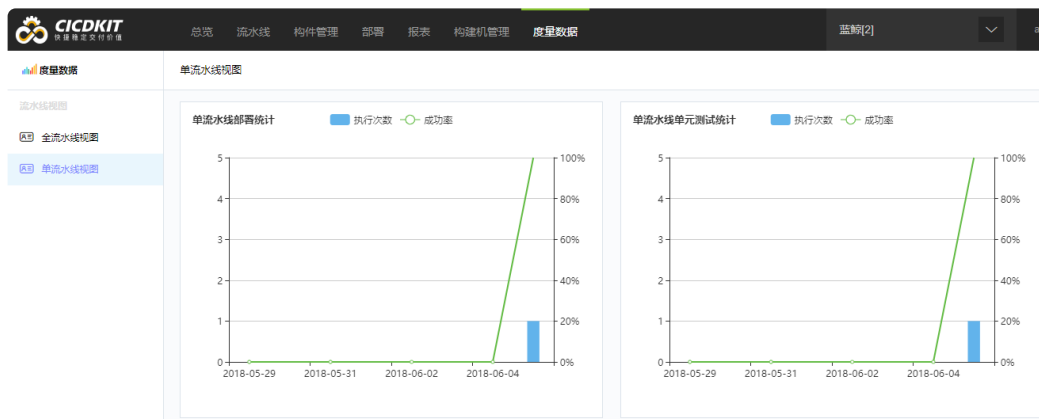 CICDKIT
快捷稳定交付价值
总览 流水线 构件管理 部署 报表 构建机管理 度量数据 蓝鲸[2] a
度量数据
流水线视图
全流水线视图
单流水线视图
单流水线视图
单流水线部署统计 执行次数 成功率
5 100%
4 80%
3 60%
2 40%
1 20%
0 0%
2018-05-29 2018-05-31 2018-06-02 2018-06-04
单流水线单元测试统计 执行次数 成功率
5 100%
4 80%
3 60%
2 40%
1 20%
0 0%
2018-05-29 2018-05-31 2018-06-02 2018-06-04